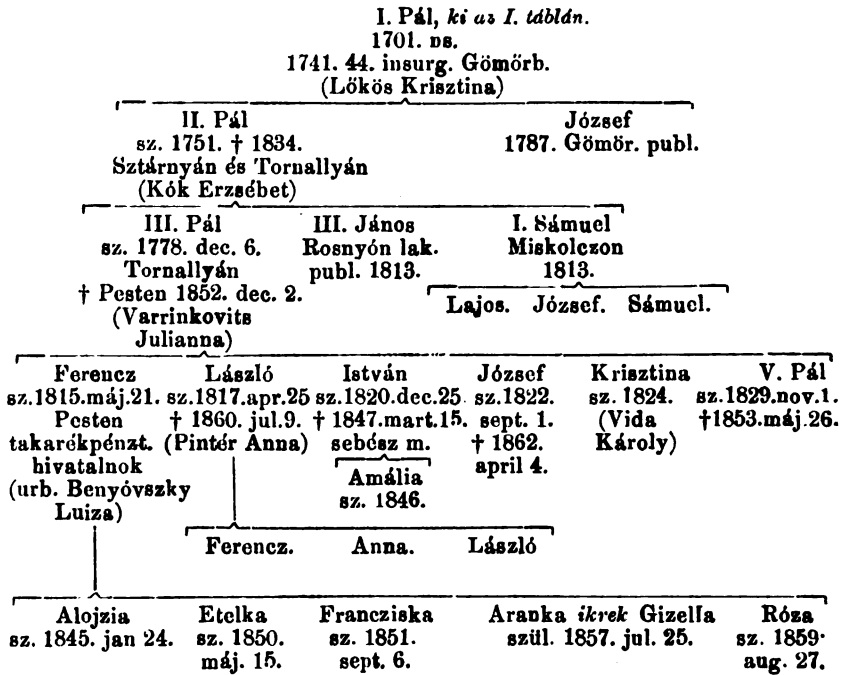 I. Pál, ki az I. táblán.
1701. ns.
1741. 44. insurg. Gömörb.
(Lőkös Krisztina)
II. Pál József
sz. 1751. † 1834. 1787. Gömör. publ.
Sztárnyán és Tornallyán
(Kók Erzsébet)
III. Pál III. János I. Sámuel
sz. 1778. dec. 6. Rosnyón lak. Miskolczon
Tornallyán publ. 1813. 1813.
† Pesten 1852. dec. 2. Lajos. József. Sámuel.
(Varrinkovits
Julianna)
Ferencz László István József Krisztina V. Pál
sz.1815.máj.21. sz.1817.apr.25 sz.1820.dec.25 sz.1822. sz. 1824. sz.1829.nov.1.
Pesten † 1860. jul.9. † 1847.mart.15. sept. 1. (Vida †1853.máj.26.
takarékpénzt. (Pintér Anna) sebész m. † 1862. Károly)
hivatalnok Amália april 4.
(urb. Benyóvszky sz. 1846.
Luiza)
Ferencz. Anna. László
Alojzia Etelka Francziska Aranka ikrek Gizella Róza
sz. 1845. jan 24. sz. 1850. sz. 1851. szül. 1857. jul. 25. sz. 1859.
máj. 15. sept. 6. aug. 27.